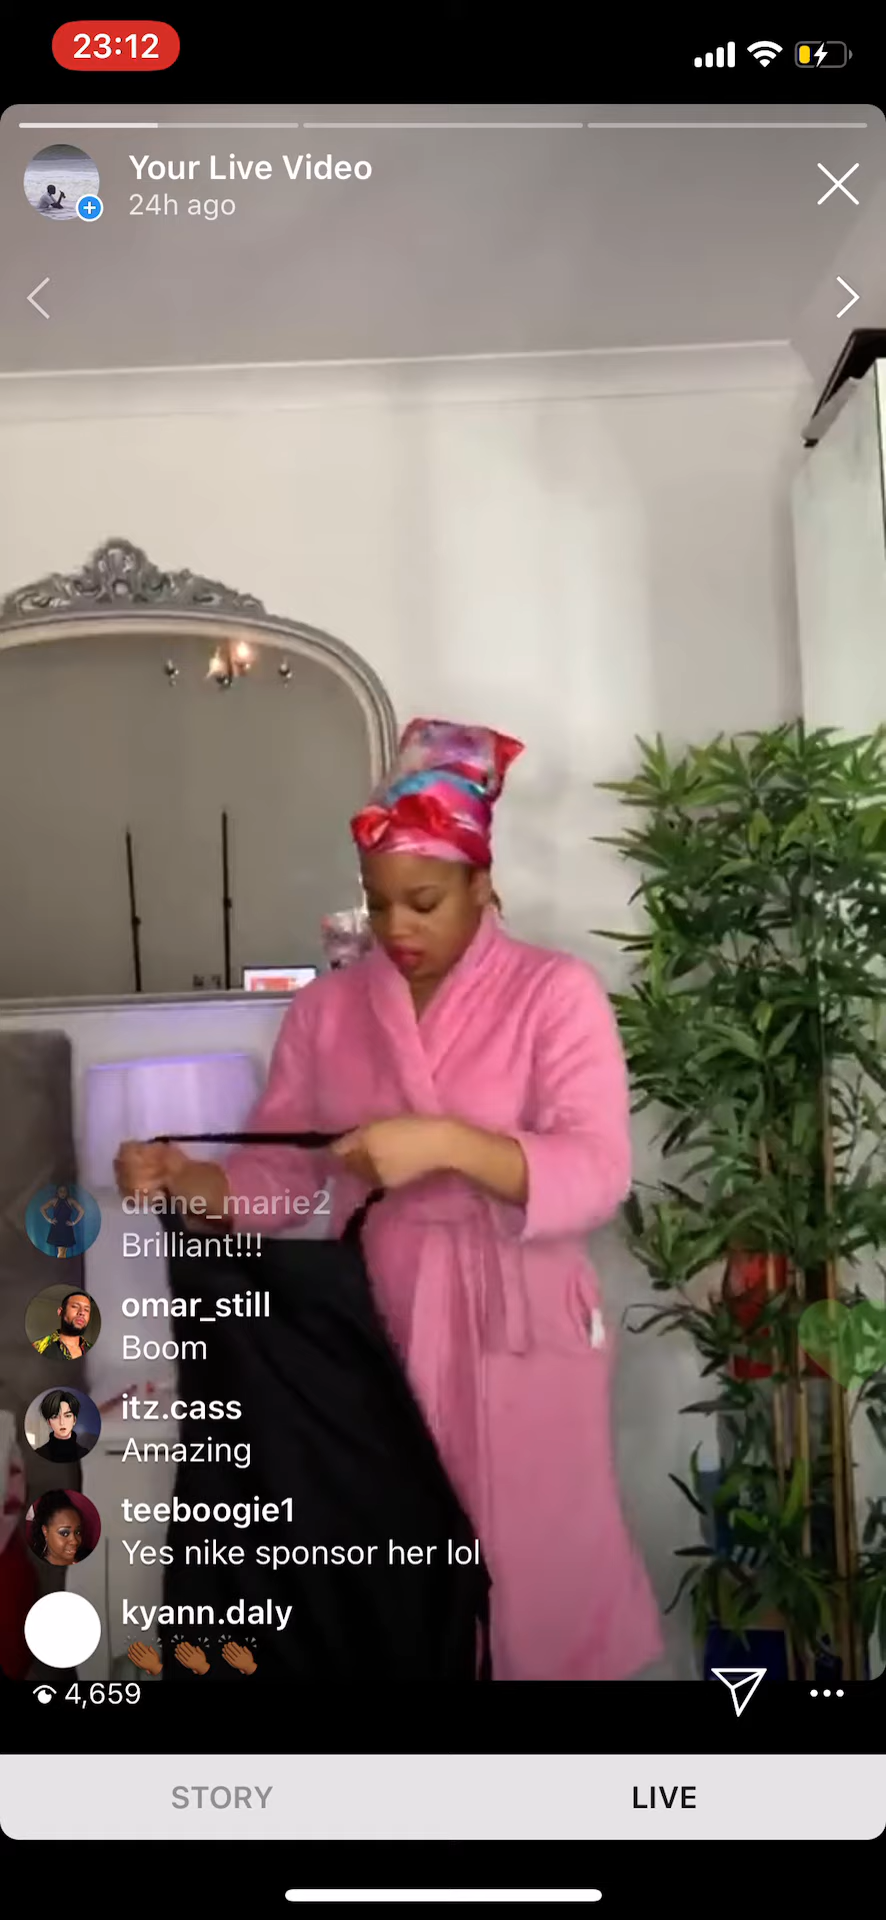 23:12
Your Live Video
24h ago
diane_marie2
Brilliant!!!
omar_still
Boom
itz.cass
Amazing
teeboogie1
Yes nike sponsor her lol
kyann.daly
👏🏾👏🏾👏🏾
4,659
STORY
LIVE